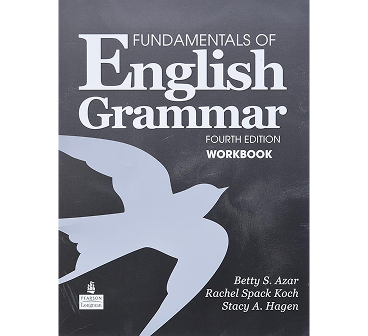 FUNDAMENTALS OF
English
Grammar
FOURTH EDITION
WORKBOOK
Betty S. Azar
Rachel Spack Koch
Stacy A. Hagen
PEARSON
Longman